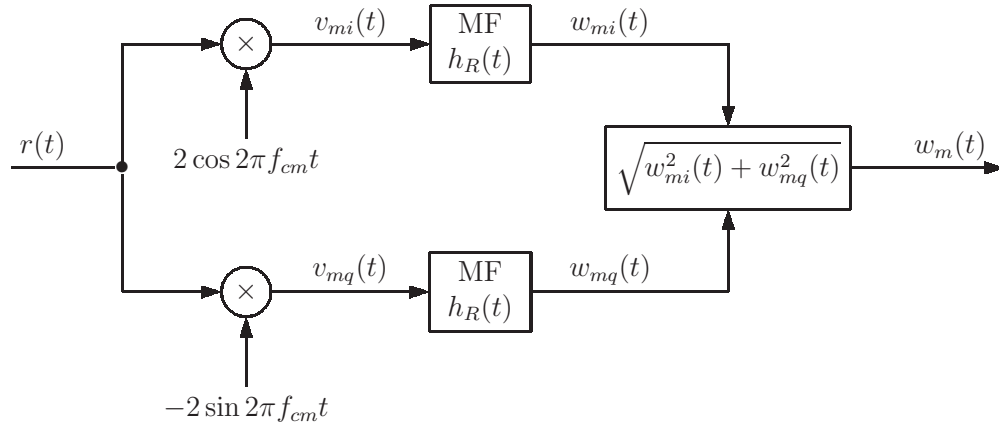 v_{mi}(t)
MF
h_R(t)
w_{mi}(t)
×
r(t)
2 cos 2πf_{cm}t
√(w_{mi}^2(t) + w_{mq}^2(t))
w_m(t)
v_{mq}(t)
MF
h_R(t)
w_{mq}(t)
×
−2 sin 2πf_{cm}t